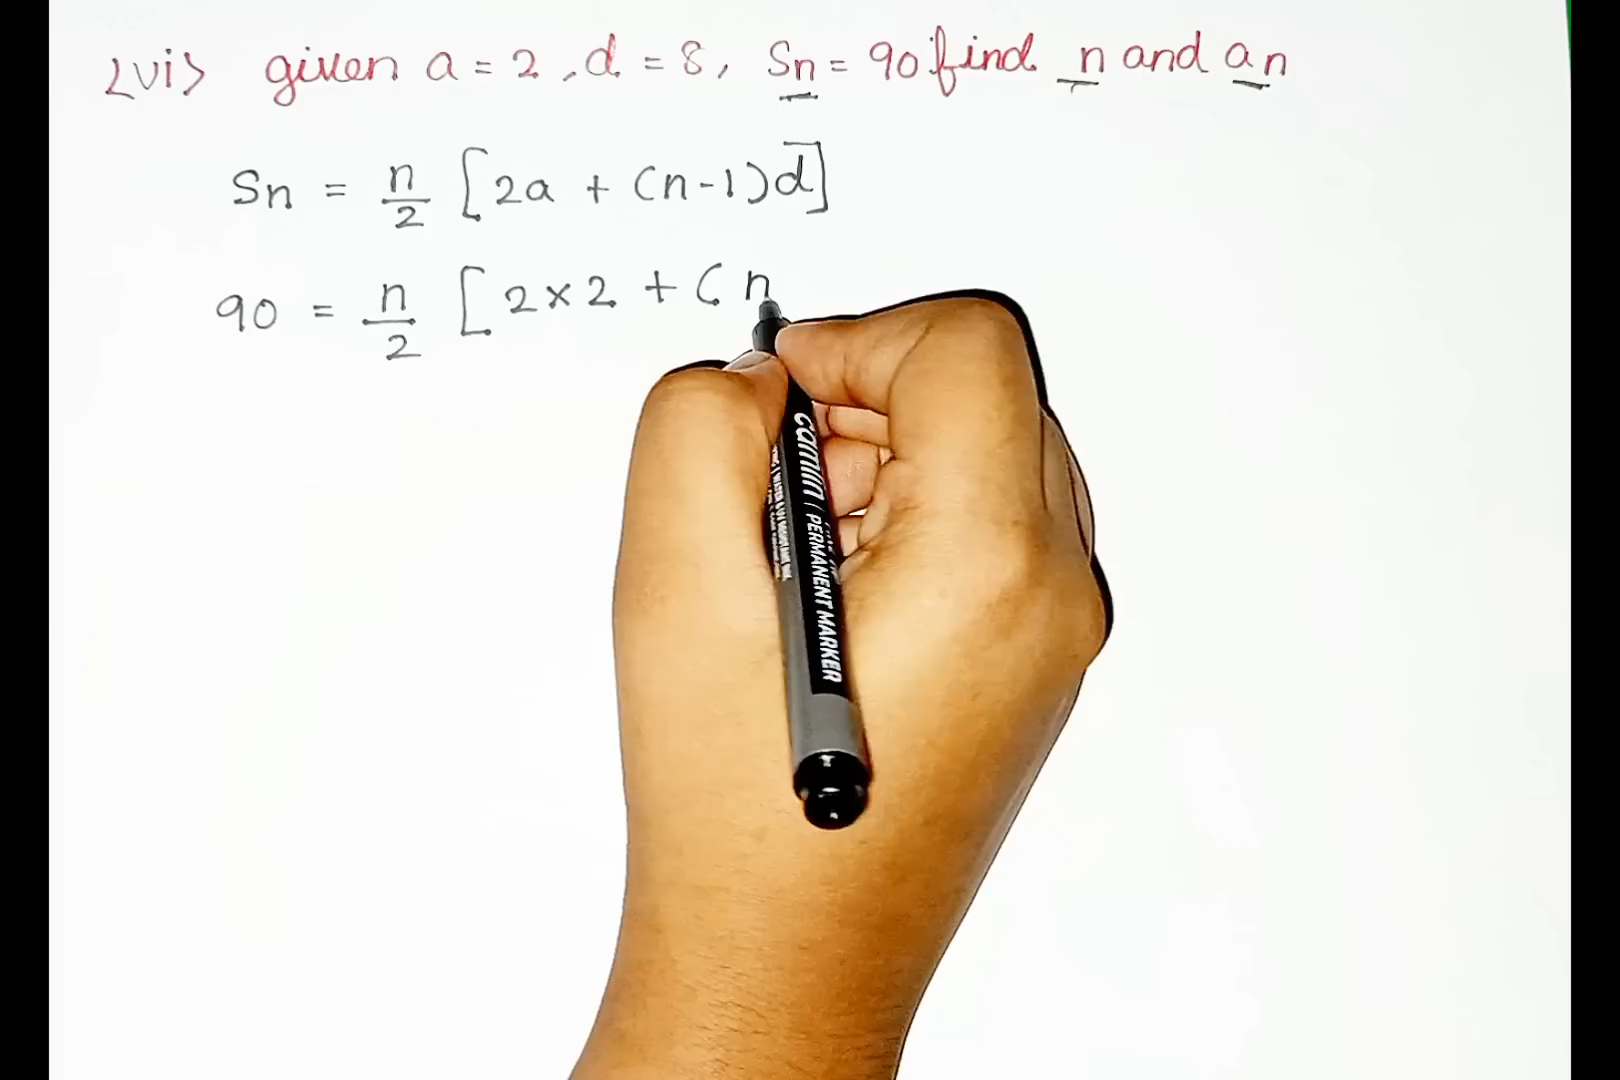 <vi> given a = 2, d = 8, Sn = 90 find n and an
Sn = n/2 [2a + (n-1)d]
90 = n/2 [2×2 + (n
camlin PERMANENT MARKER